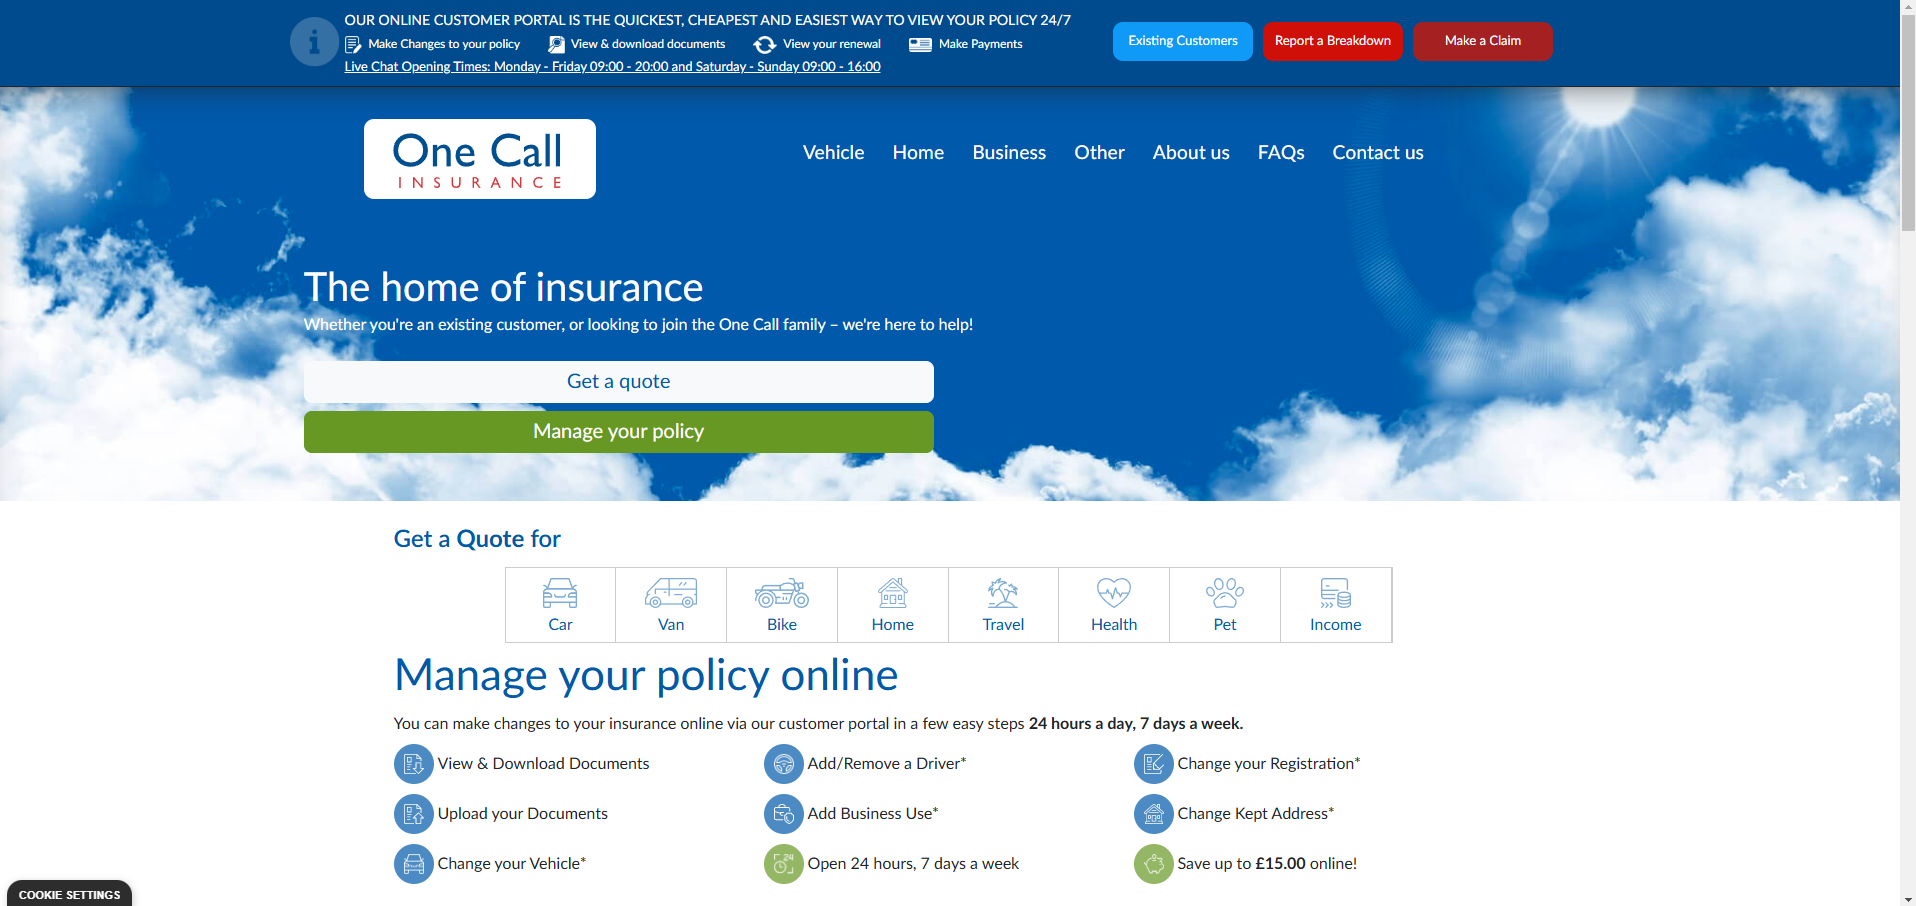 OUR ONLINE CUSTOMER PORTAL IS THE QUICKEST, CHEAPEST AND EASIEST WAY TO VIEW YOUR POLICY 24/7
Make Changes to your policy View & download documents View your renewal Make Payments
Live Chat Opening Times: Monday - Friday 09:00 - 20:00 and Saturday - Sunday 09:00 - 16:00
Existing Customers Report a Breakdown Make a Claim
One Call
INSURANCE
Vehicle Home Business Other About us FAQs Contact us
The home of insurance
Whether you're an existing customer, or looking to join the One Call family – we're here to help!
Get a quote
Manage your policy
Get a Quote for
Car Van Bike Home Travel Health Pet Income
Manage your policy online
You can make changes to your insurance online via our customer portal in a few easy steps 24 hours a day, 7 days a week.
View & Download Documents Add/Remove a Driver* Change your Registration*
Upload your Documents Add Business Use* Change Kept Address*
Change your Vehicle* 24 Open 24 hours, 7 days a week Save up to £15.00 online!
COOKIE SETTINGS